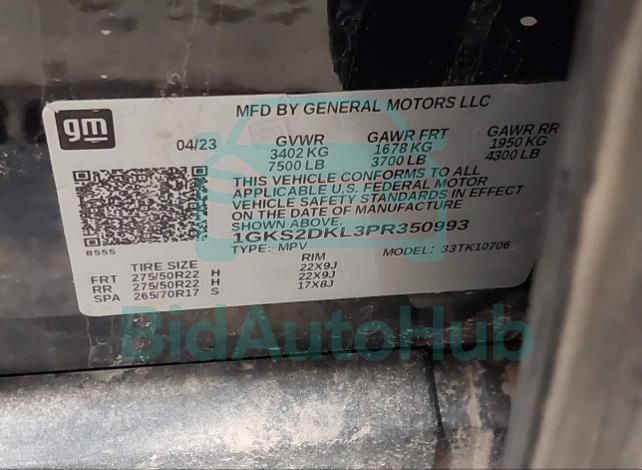 gm
MFD BY GENERAL MOTORS LLC
04/23 GVWR GAWR FRT GAWR RR
3402 KG 1678 KG 1950 KG
7500 LB 3700 LB 4300 LB
THIS VEHICLE CONFORMS TO ALL
APPLICABLE U.S. FEDERAL MOTOR
VEHICLE SAFETY STANDARDS IN EFFECT
ON THE DATE OF MANUFACTURE
SHOWN ABOVE.
1GKS2DKL3PR350993
8555
TYPE: MPV MODEL: 33TK10706
TIRE SIZE RIM
FRT 275/50R22 H 22X9J
RR 275/50R22 H 22X9J
SPA 265/70R17 S 17X8J
BidAutoHub